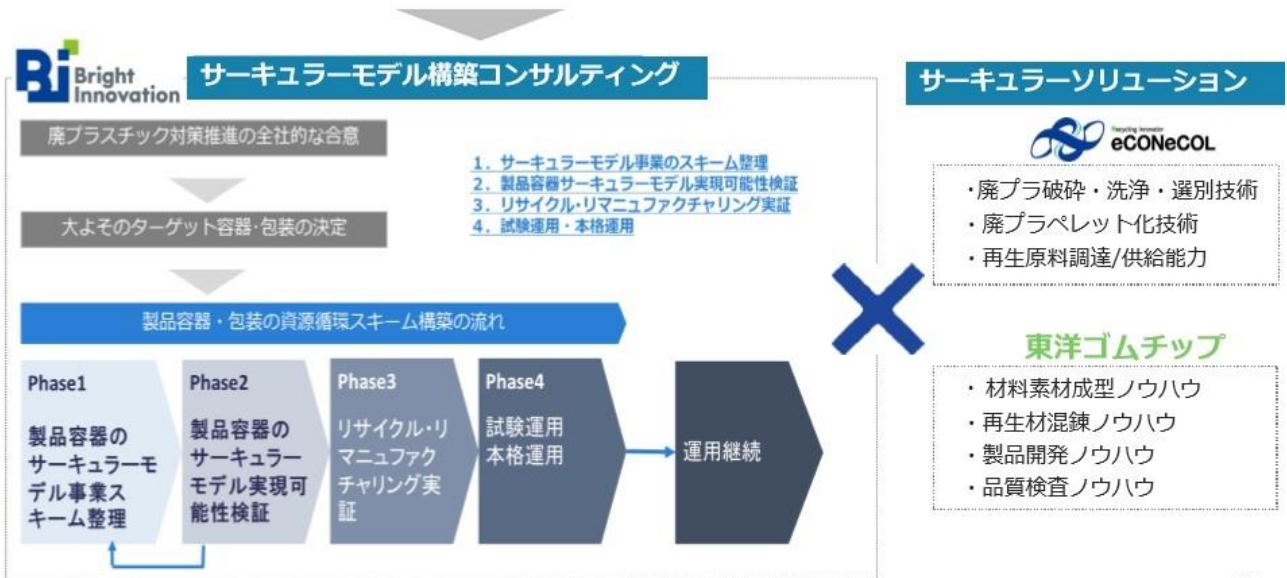 Bi Bright
Innovation
サーキュラーモデル構築コンサルティング
廃プラスチック対策推進の全社的な合意
大よそのターゲット容器・包装の決定
1．サーキュラーモデル事業のスキーム整理
2．製品容器サーキュラーモデル実現可能性検証
3．リサイクル・リマニュファクチャリング実証
4．試験運用・本格運用
製品容器・包装の資源循環スキーム構築の流れ
Phase1
製品容器の
サーキュラーモ
デル事業ス
キーム整理
Phase2
製品容器の
サーキュラー
モデル実現可
能性検証
Phase3
リサイクル・リ
マニュファク
チャリング実
証
Phase4
試験運用
本格運用
運用継続
サーキュラーソリューション
Recycling Innovator
eCONeCOL
・廃プラ破砕・洗浄・選別技術
・廃プラペレット化技術
・再生原料調達/供給能力
東洋ゴムチップ
・ 材料素材成型ノウハウ
・再生材混錬ノウハウ
・製品開発ノウハウ
・品質検査ノウハウ